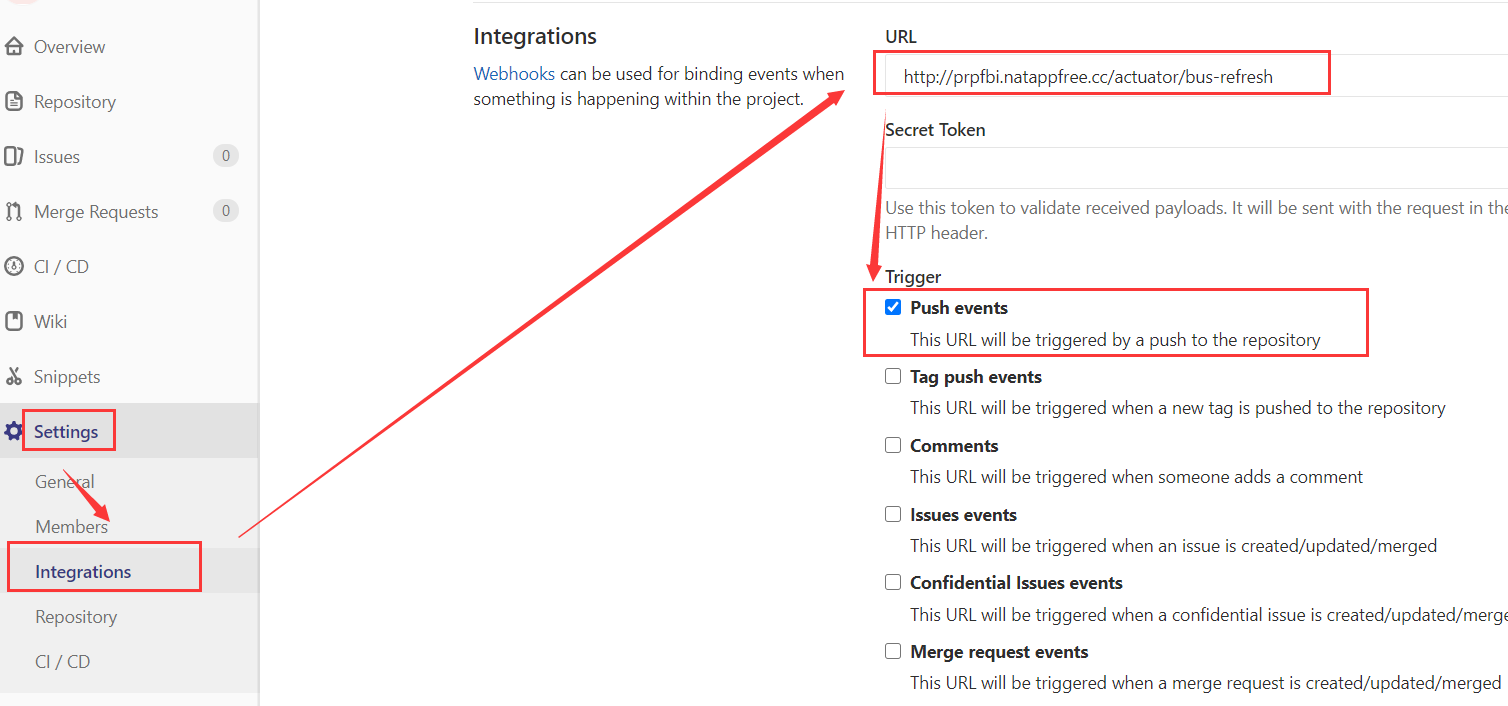 Overview
Repository
Issues
0
Merge Requests
0
CI / CD
Wiki
Snippets
Settings
General
Members
Integrations
Repository
CI / CD
Integrations
Webhooks can be used for binding events when
something is happening within the project.
URL
http://prpfbi.natappfree.cc/actuator/bus-refresh
Secret Token
Use this token to validate received payloads. It will be sent with the request in the
HTTP header.
Trigger
Push events
This URL will be triggered by a push to the repository
Tag push events
This URL will be triggered when a new tag is pushed to the repository
Comments
This URL will be triggered when someone adds a comment
Issues events
This URL will be triggered when an issue is created/updated/merged
Confidential Issues events
This URL will be triggered when a confidential issue is created/updated/merge
Merge request events
This URL will be triggered when a merge request is created/updated/merged